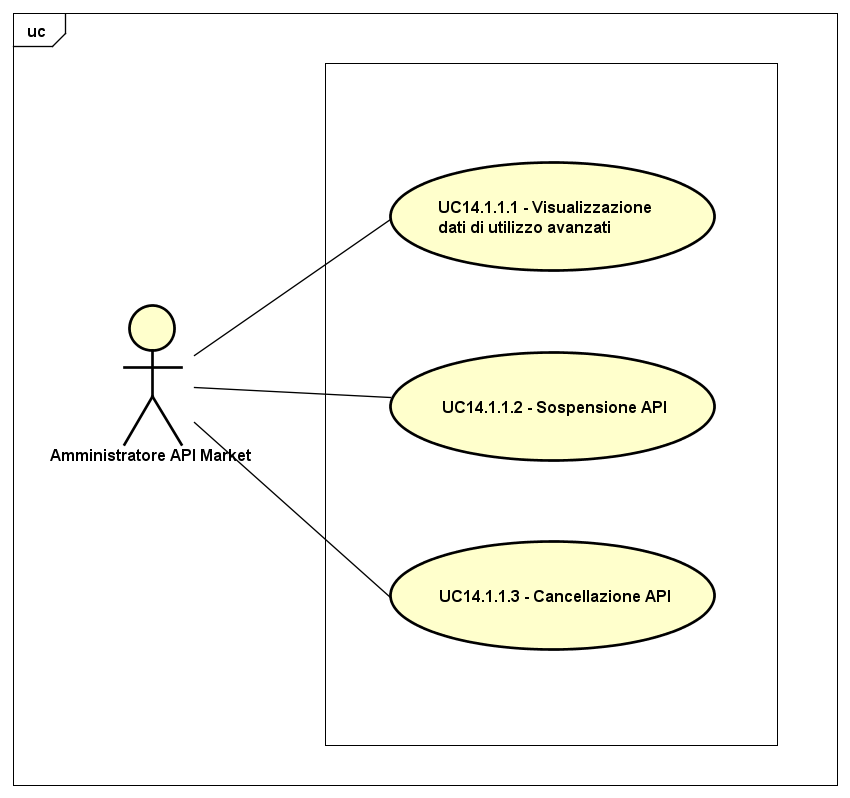 uc
UC14.1.1.1 - Visualizzazione
dati di utilizzo avanzati
UC14.1.1.2 - Sospensione API
Amministratore API Market
UC14.1.1.3 - Cancellazione API